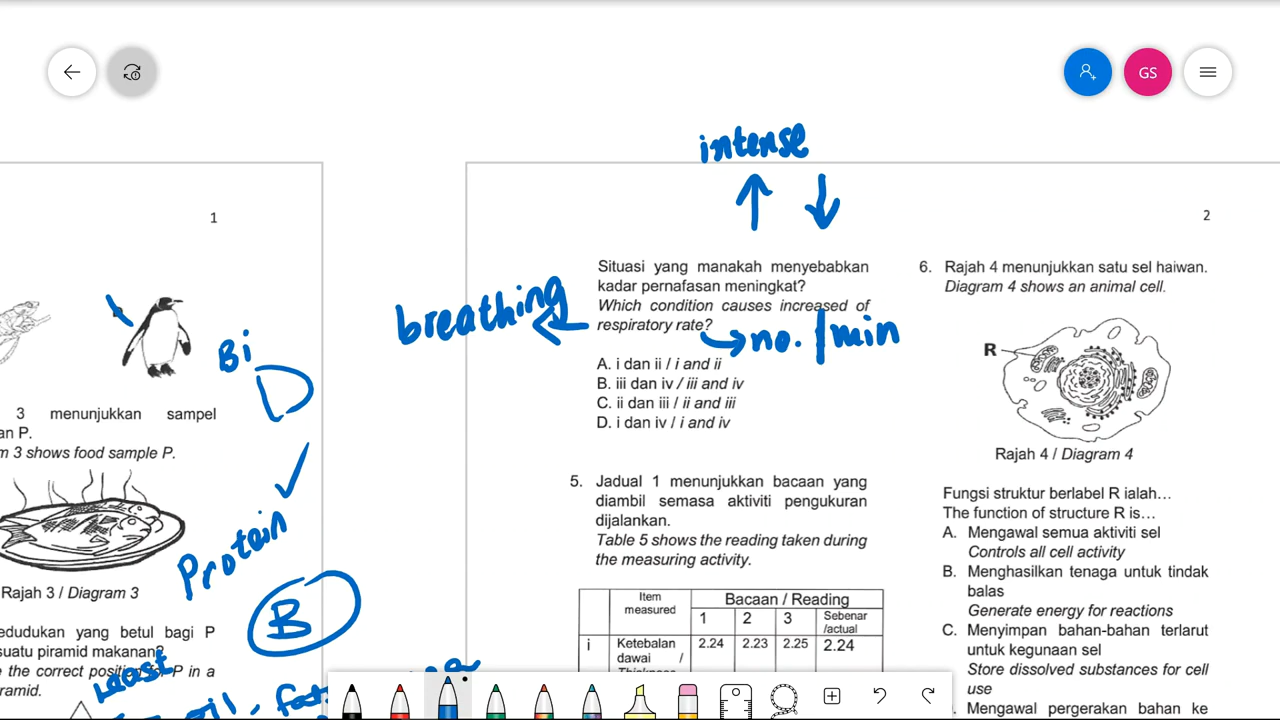 GS
intense
1
2
Situasi yang manakah menyebabkan
kadar pernafasan meningkat?
Which condition causes increased of
respiratory rate?
breathing
no. / min
A. i dan ii / i and ii
B. iii dan iv / iii and iv
C. ii dan iii / ii and iii
D. i dan iv / i and iv
5. Jadual 1 menunjukkan bacaan yang
diambil semasa aktiviti pengukuran
dijalankan.
Table 5 shows the reading taken during
the measuring activity.
Item
measured
Bacaan / Reading
1 2 3 Sebenar
/actual
i Ketebalan
dawai /
2.24 2.23 2.25 2.24
6. Rajah 4 menunjukkan satu sel haiwan.
Diagram 4 shows an animal cell.
R
Rajah 4 / Diagram 4
Fungsi struktur berlabel R ialah…
The function of structure R is…
A. Mengawal semua aktiviti sel
Controls all cell activity
B. Menghasilkan tenaga untuk tindak
balas
Generate energy for reactions
C. Menyimpan bahan-bahan terlarut
untuk kegunaan sel
Store dissolved substances for cell
use
Mengawal pergerakan bahan ke
Bi
D
3 menunjukkan sampel
an P.
m 3 shows food sample P.
Protein
Rajah 3 / Diagram 3
B
edudukan yang betul bagi P
suatu piramid makanan?
the correct position for P in a
ramid.
Least
oil . fat